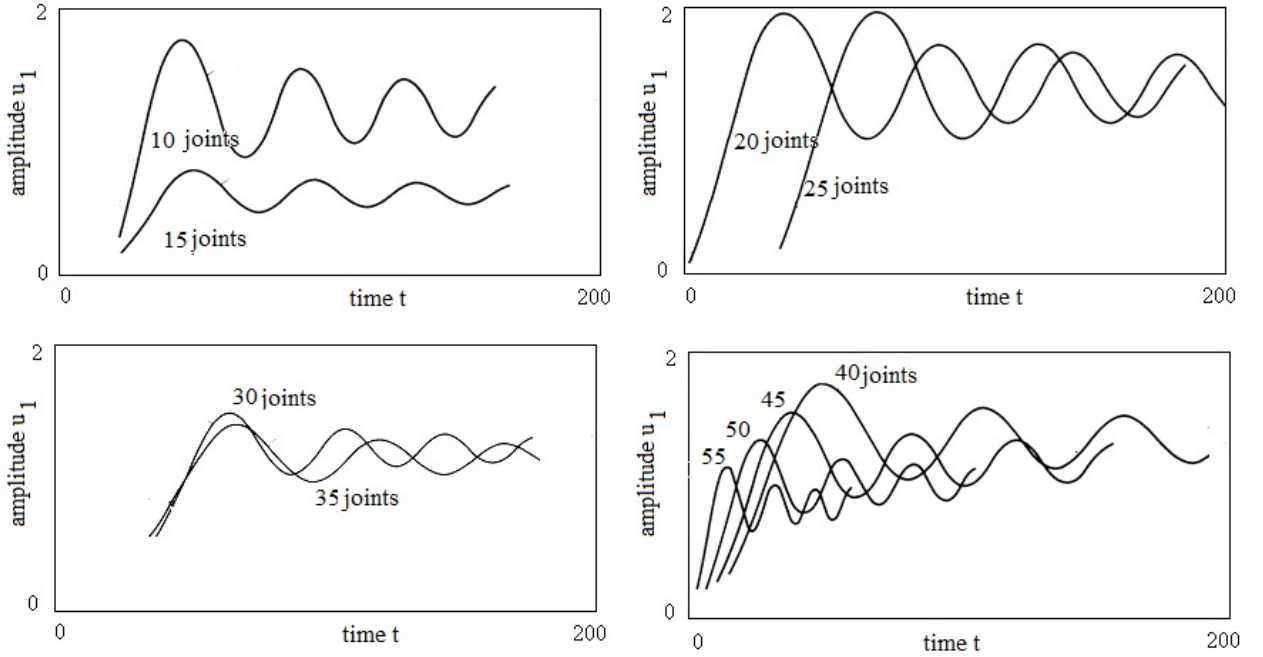 2
amplitude u1
10 joints
15 joints
0
0
time t
200
2
amplitude u1
20 joints
25 joints
0
0
time t
200
2
amplitude u1
30 joints
35 joints
0
0
time t
200
2
amplitude u1
40 joints
45
50
55
0
0
time t
200